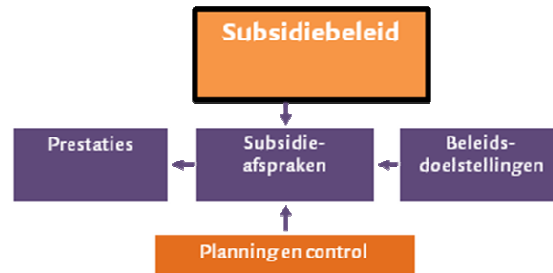 Subsidiebeleid
Prestaties
Subsidie-
afspraken
Beleids-
doelstellingen
Planning en control